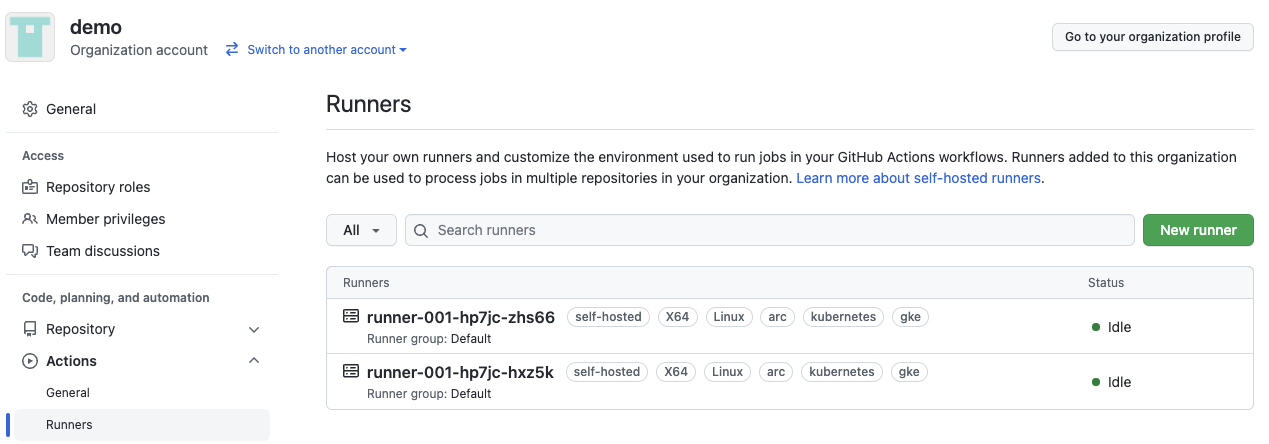 demo
Organization account
Switch to another account
Go to your organization profile
General
Access
Repository roles
Member privileges
Team discussions
Code, planning, and automation
Repository
Actions
General
Runners
Runners
Host your own runners and customize the environment used to run jobs in your GitHub Actions workflows. Runners added to this organization
can be used to process jobs in multiple repositories in your organization. Learn more about self-hosted runners.
All
Search runners
New runner
Runners Status
runner-001-hp7jc-zhs66 self-hosted X64 Linux arc kubernetes gke
Runner group: Default
Idle
runner-001-hp7jc-hxz5k self-hosted X64 Linux arc kubernetes gke
Runner group: Default
Idle